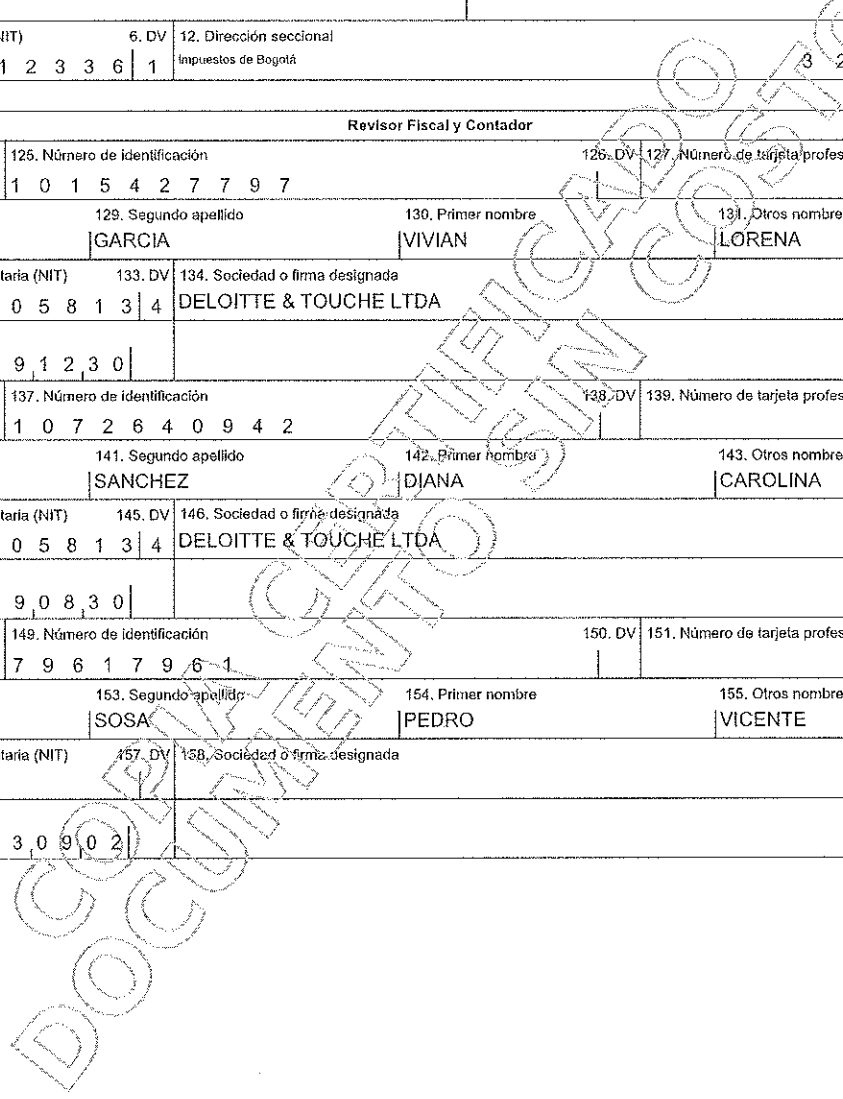 NIT) 6. DV 12. Dirección seccional
1 2 3 3 6 1 Impuestos de Bogotá 3 2
Revisor Fiscal y Contador
125. Número de identificación 126. DV 127. Número de tarjeta profes
1 0 1 5 4 2 7 7 9 7
129. Segundo apellido 130. Primer nombre 131. Otros nombre
GARCIA VIVIAN LORENA
taria (NIT) 133. DV 134. Sociedad o firma designada
0 5 8 1 3 4 DELOITTE & TOUCHE LTDA
9 1 2 3 0
137. Número de identificación 138. DV 139. Número de tarjeta profes
1 0 7 2 6 4 0 9 4 2
141. Segundo apellido 142. Primer nombre 143. Otros nombre
SANCHEZ DIANA CAROLINA
taria (NIT) 145. DV 146. Sociedad o firma designada
0 5 8 1 3 4 DELOITTE & TOUCHE LTDA
9 0 8 3 0
149. Número de identificación 150. DV 151. Número de tarjeta profes
7 9 6 1 7 9 6 1
153. Segundo apellido 154. Primer nombre 155. Otros nombre
SOSA PEDRO VICENTE
taria (NIT) 157. DV 158. Sociedad o firma designada
3 0 9 0 2
COPIA CERTIFICADO
DOCUMENTO SIN COSTO